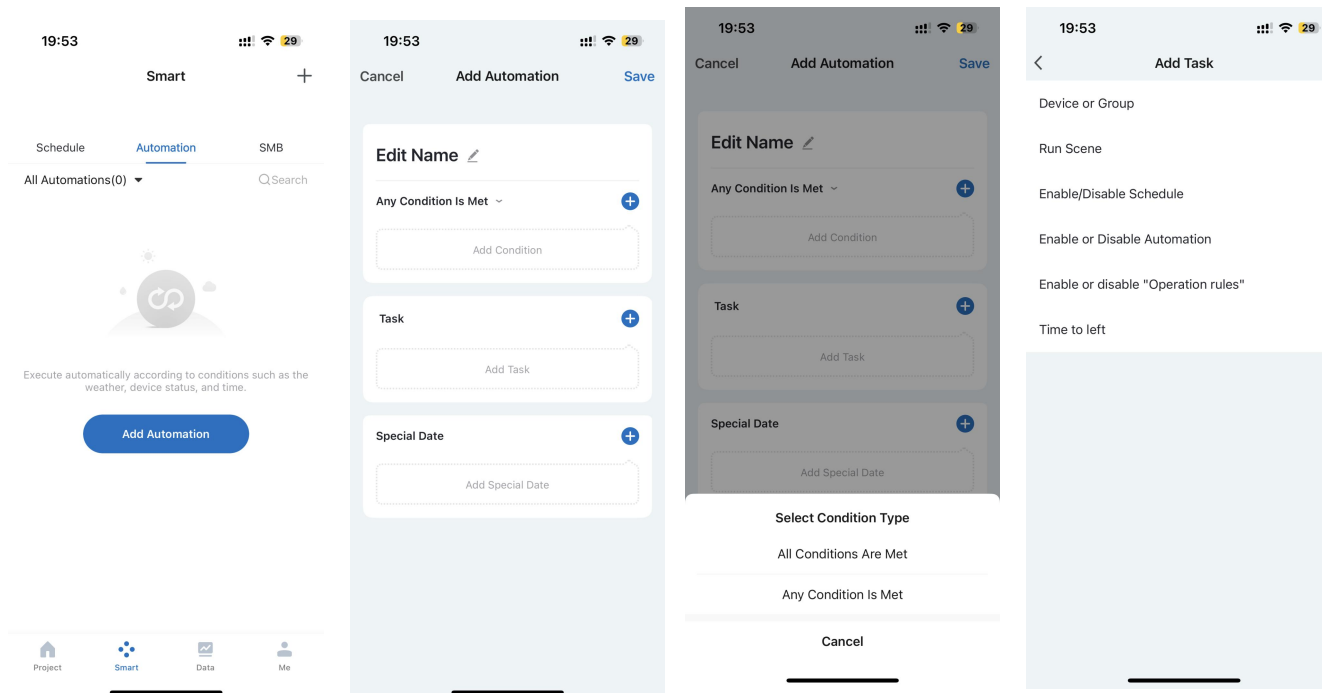 19:53
29
Smart
Schedule
Automation
SMB
All Automations(0)
Search
Execute automatically according to conditions such as the
weather, device status, and time.
Add Automation
Project
Smart
Data
Me
19:53
29
Cancel
Add Automation
Save
Edit Name
Any Condition Is Met
Add Condition
Task
Add Task
Special Date
Add Special Date
19:53
29
Cancel
Add Automation
Save
Edit Name
Any Condition Is Met
Add Condition
Task
Add Task
Special Date
Add Special Date
Select Condition Type
All Conditions Are Met
Any Condition Is Met
Cancel
19:53
29
Add Task
Device or Group
Run Scene
Enable/Disable Schedule
Enable or Disable Automation
Enable or disable "Operation rules"
Time to left